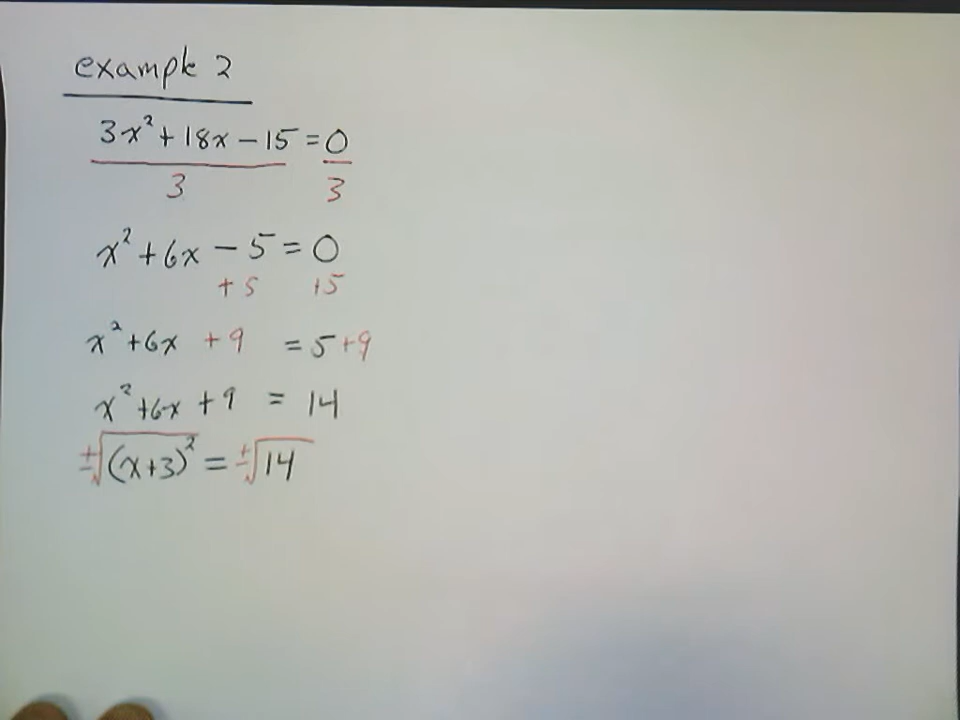 example 2
3x² + 18x - 15 = 0
3 3
x² + 6x - 5 = 0
+5 +5
x² + 6x + 9 = 5 + 9
x² + 6x + 9 = 14
±√(x+3)² = ±√14